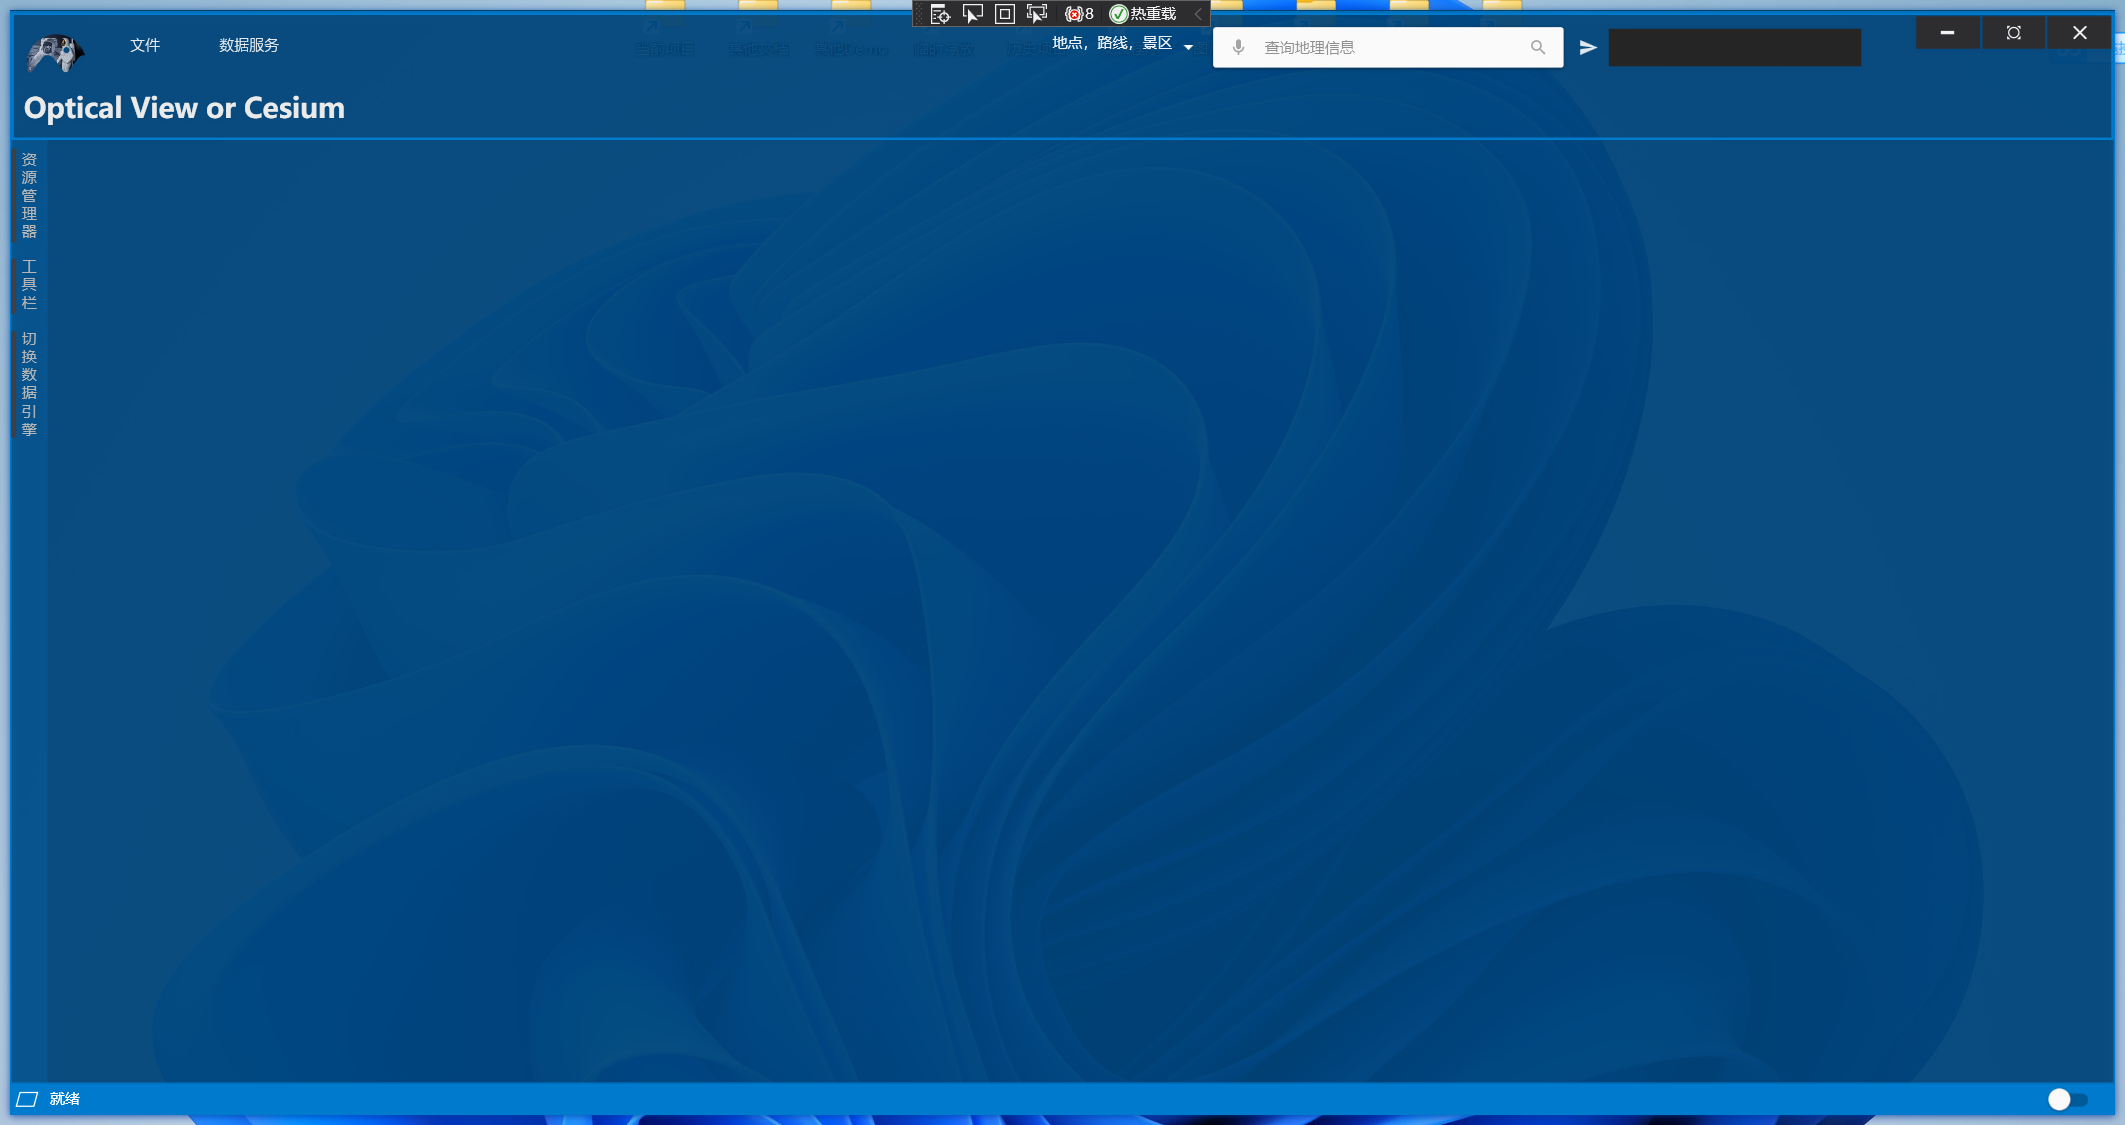 8 热重载
文件 数据服务 地点，路线，景区 查询地理信息
Optical View or Cesium
资源管理器
工具栏
切换数据引擎
就绪